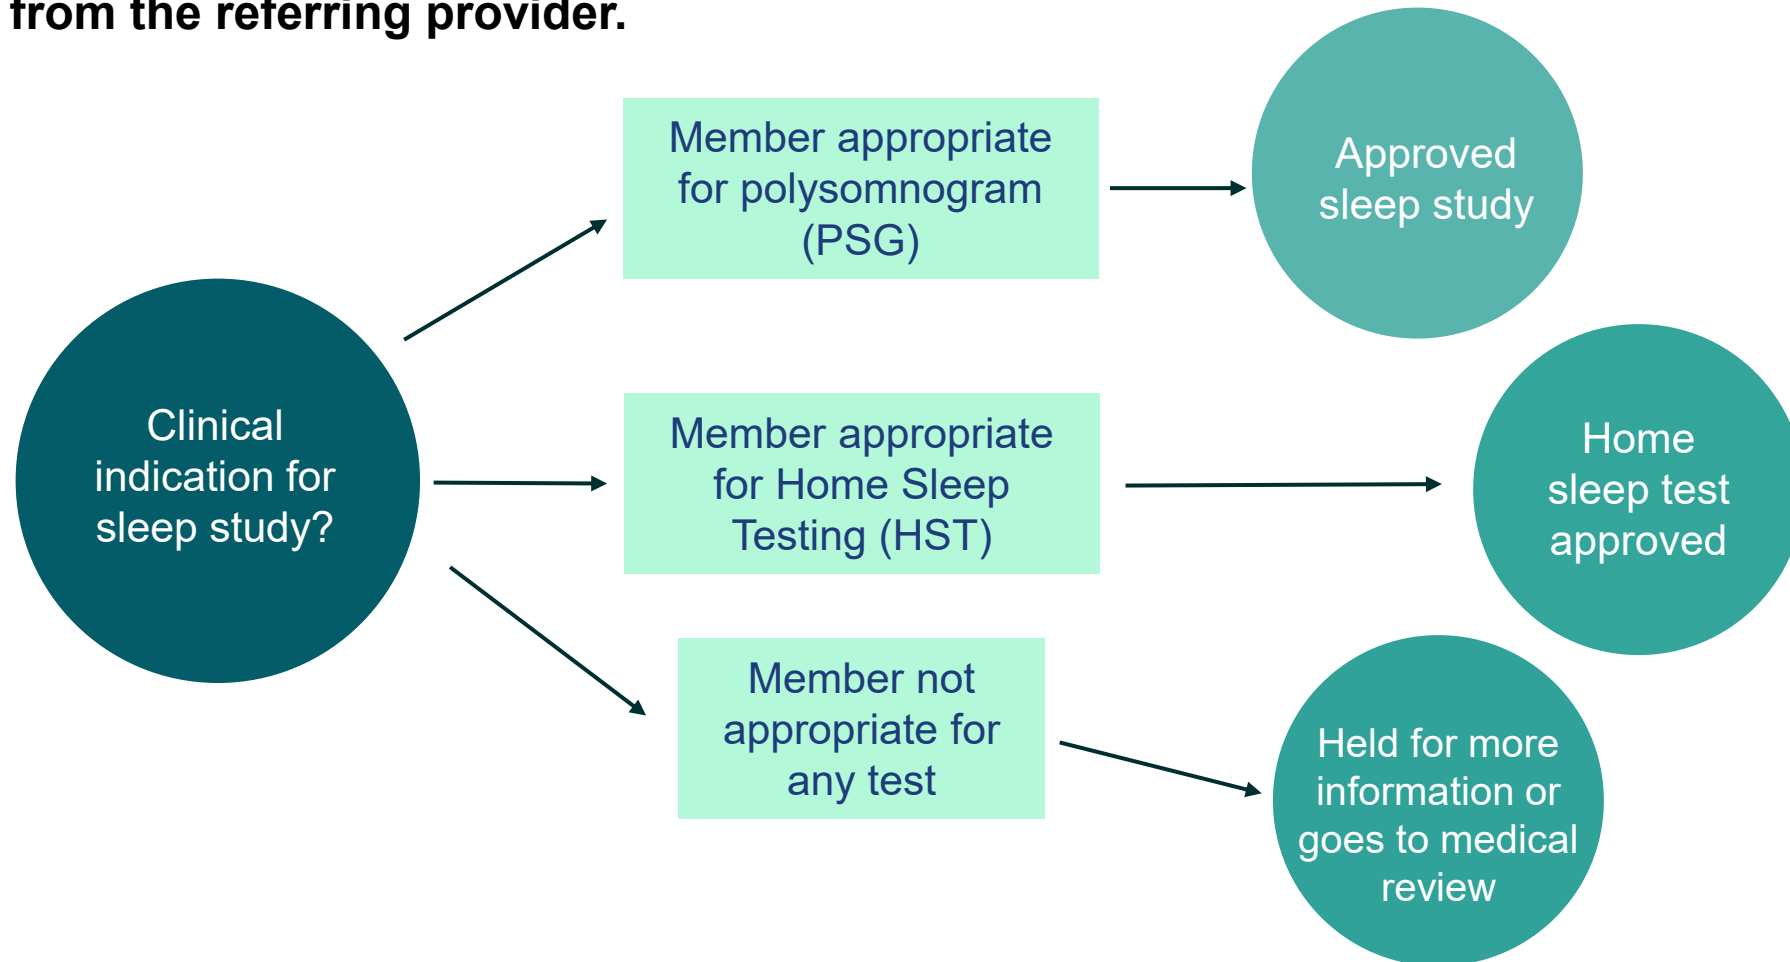 from the referring provider.
Member appropriate
for polysomnogram
(PSG)
Approved
sleep study
Clinical
indication for
sleep study?
Member appropriate
for Home Sleep
Testing (HST)
Home
sleep test
approved
Member not
appropriate for
any test
Held for more
information or
goes to medical
review